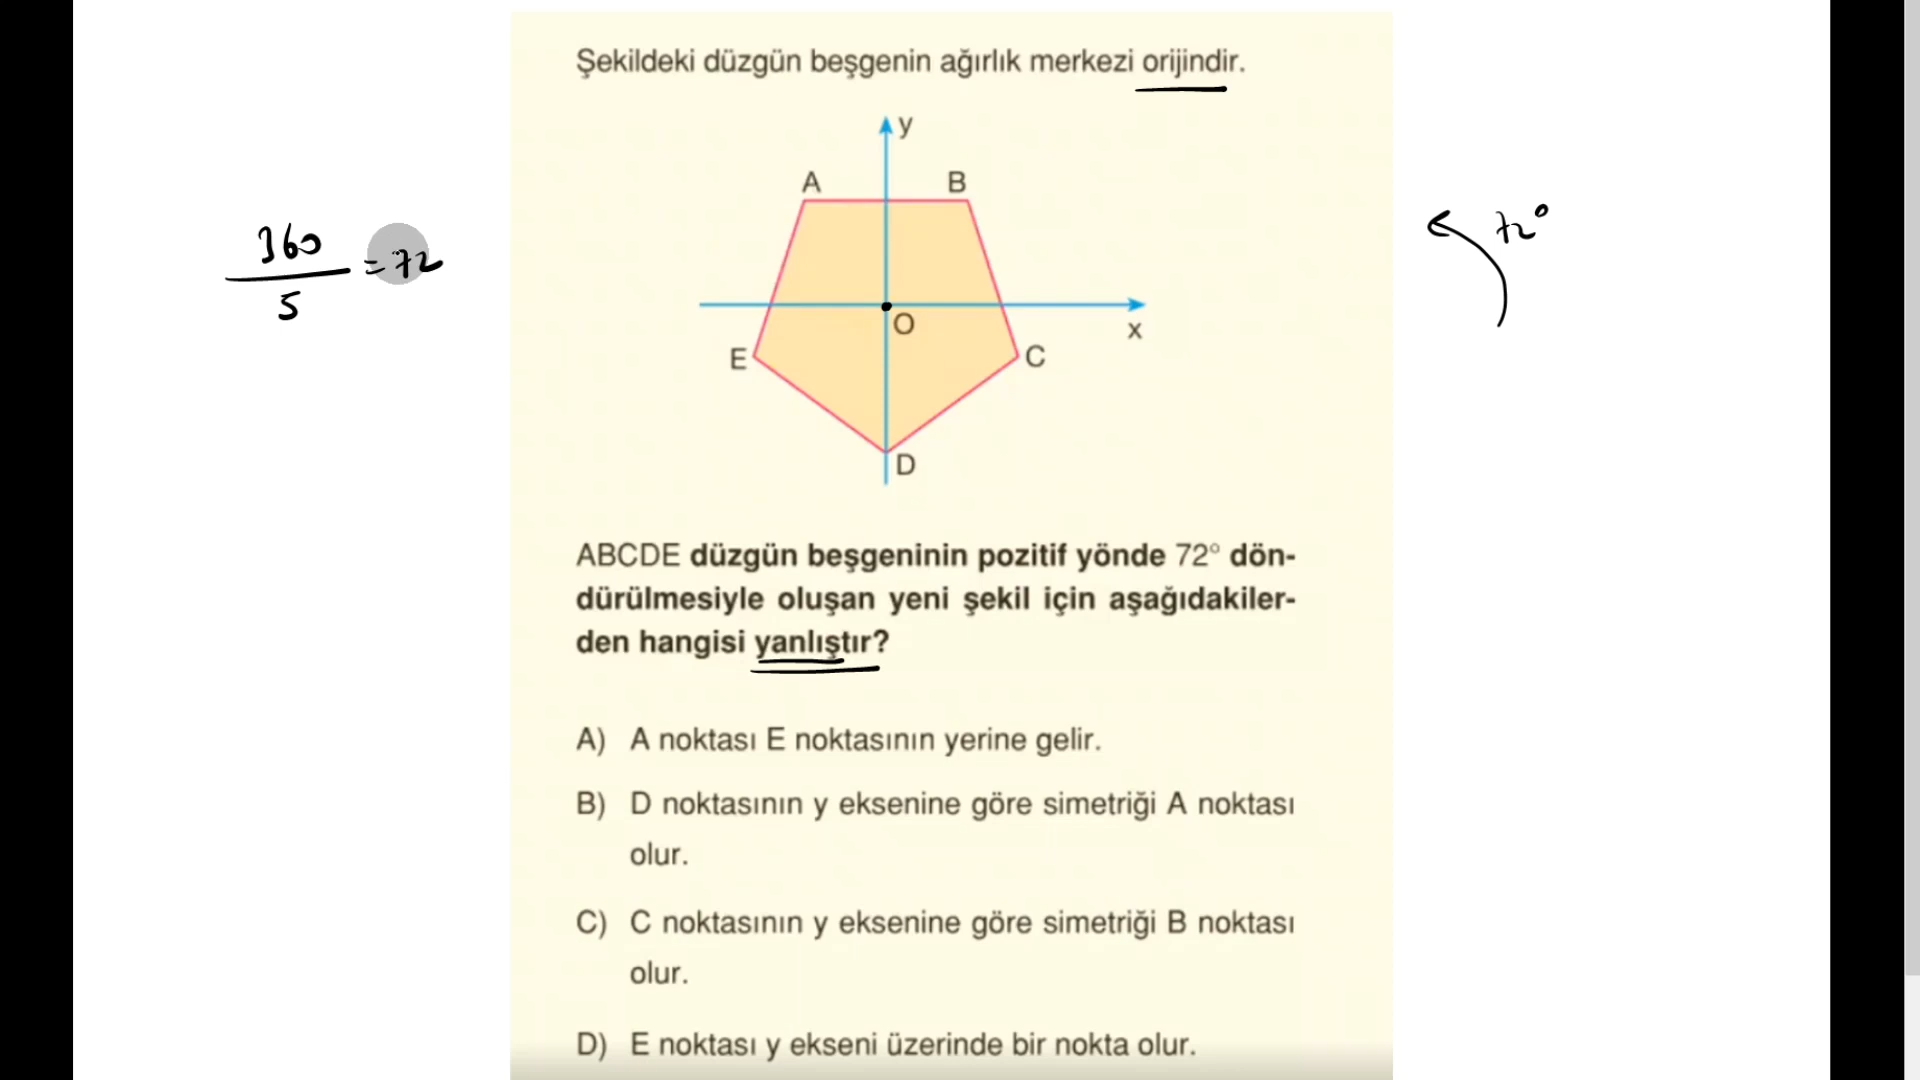 Şekildeki düzgün beşgenin ağırlık merkezi orijindir.
y
A
B
360
5
=72
72°
O
x
E
C
D
ABCDE düzgün beşgeninin pozitif yönde 72° dön-
dürülmesiyle oluşan yeni şekil için aşağıdakiler-
den hangisi yanlıştır?
A) A noktası E noktasının yerine gelir.
B) D noktasının y eksenine göre simetriği A noktası
olur.
C) C noktasının y eksenine göre simetriği B noktası
olur.
D) E noktası y ekseni üzerinde bir nokta olur.